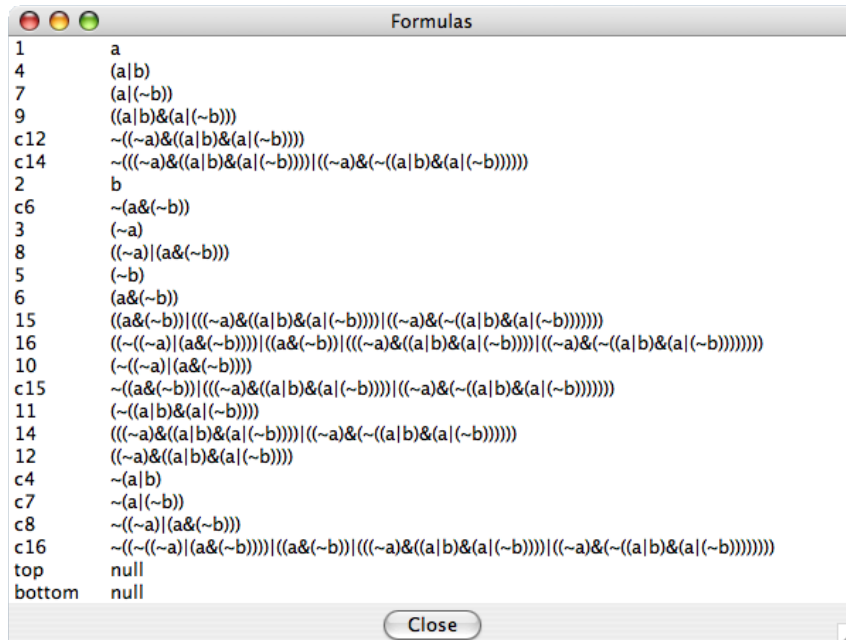 Formulas
1 a
4 (a|b)
7 (a|(~b))
9 ((a|b)&(a|(~b)))
c12 ~((~a)&((a|b)&(a|(~b))))
c14 ~(((~a)&((a|b)&(a|(~b))))|((~a)&(~((a|b)&(a|(~b))))))
2 b
c6 ~(a&(~b))
3 (~a)
8 ((~a)|(a&(~b)))
5 (~b)
6 (a&(~b))
15 ((a&(~b))|(((~a)&((a|b)&(a|(~b))))|((~a)&(~((a|b)&(a|(~b)))))))
16 ((~((~a)|(a&(~b))))|((a&(~b))|(((~a)&((a|b)&(a|(~b))))|((~a)&(~((a|b)&(a|(~b))))))))
10 (~((~a)|(a&(~b))))
c15 ~((a&(~b))|(((~a)&((a|b)&(a|(~b))))|((~a)&(~((a|b)&(a|(~b)))))))
11 (~((a|b)&(a|(~b))))
14 (((~a)&((a|b)&(a|(~b))))|((~a)&(~((a|b)&(a|(~b))))))
12 ((~a)&((a|b)&(a|(~b))))
c4 ~(a|b)
c7 ~(a|(~b))
c8 ~((~a)|(a&(~b)))
c16 ~((~((~a)|(a&(~b))))|((a&(~b))|(((~a)&((a|b)&(a|(~b))))|((~a)&(~((a|b)&(a|(~b))))))))
top null
bottom null
Close